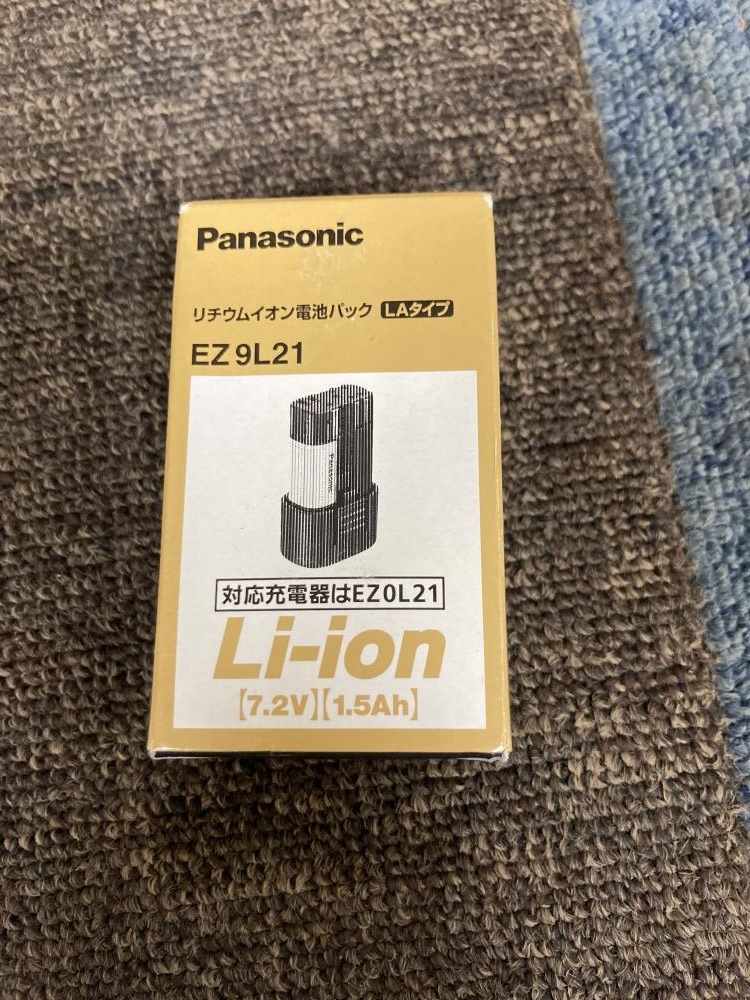 Panasonic
リチウムイオン電池パック LAタイプ
EZ9L21
Panasonic
対応充電器はEZ0L21
Li-ion
【7.2V】【1.5Ah】